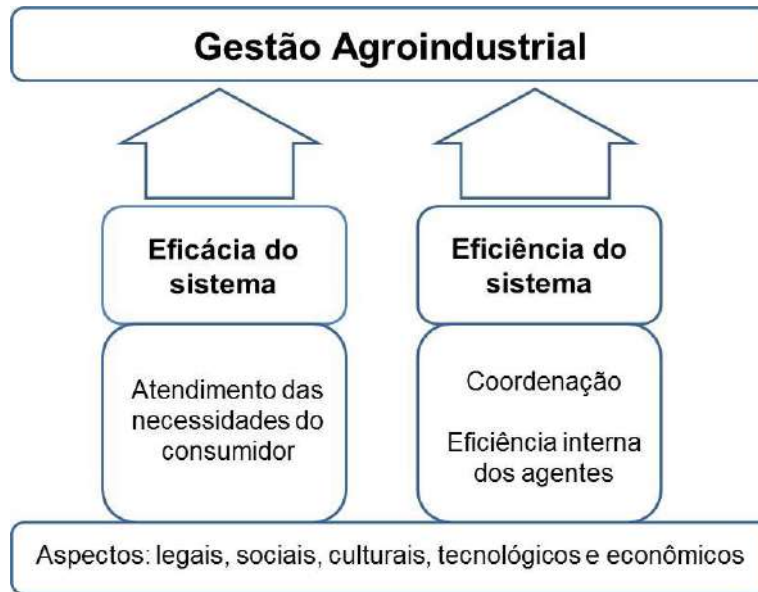 Gestão Agroindustrial
Eficácia do
sistema
Eficiência do
sistema
Atendimento das
necessidades do
consumidor
Coordenação
Eficiência interna
dos agentes
Aspectos: legais, sociais, culturais, tecnológicos e econômicos